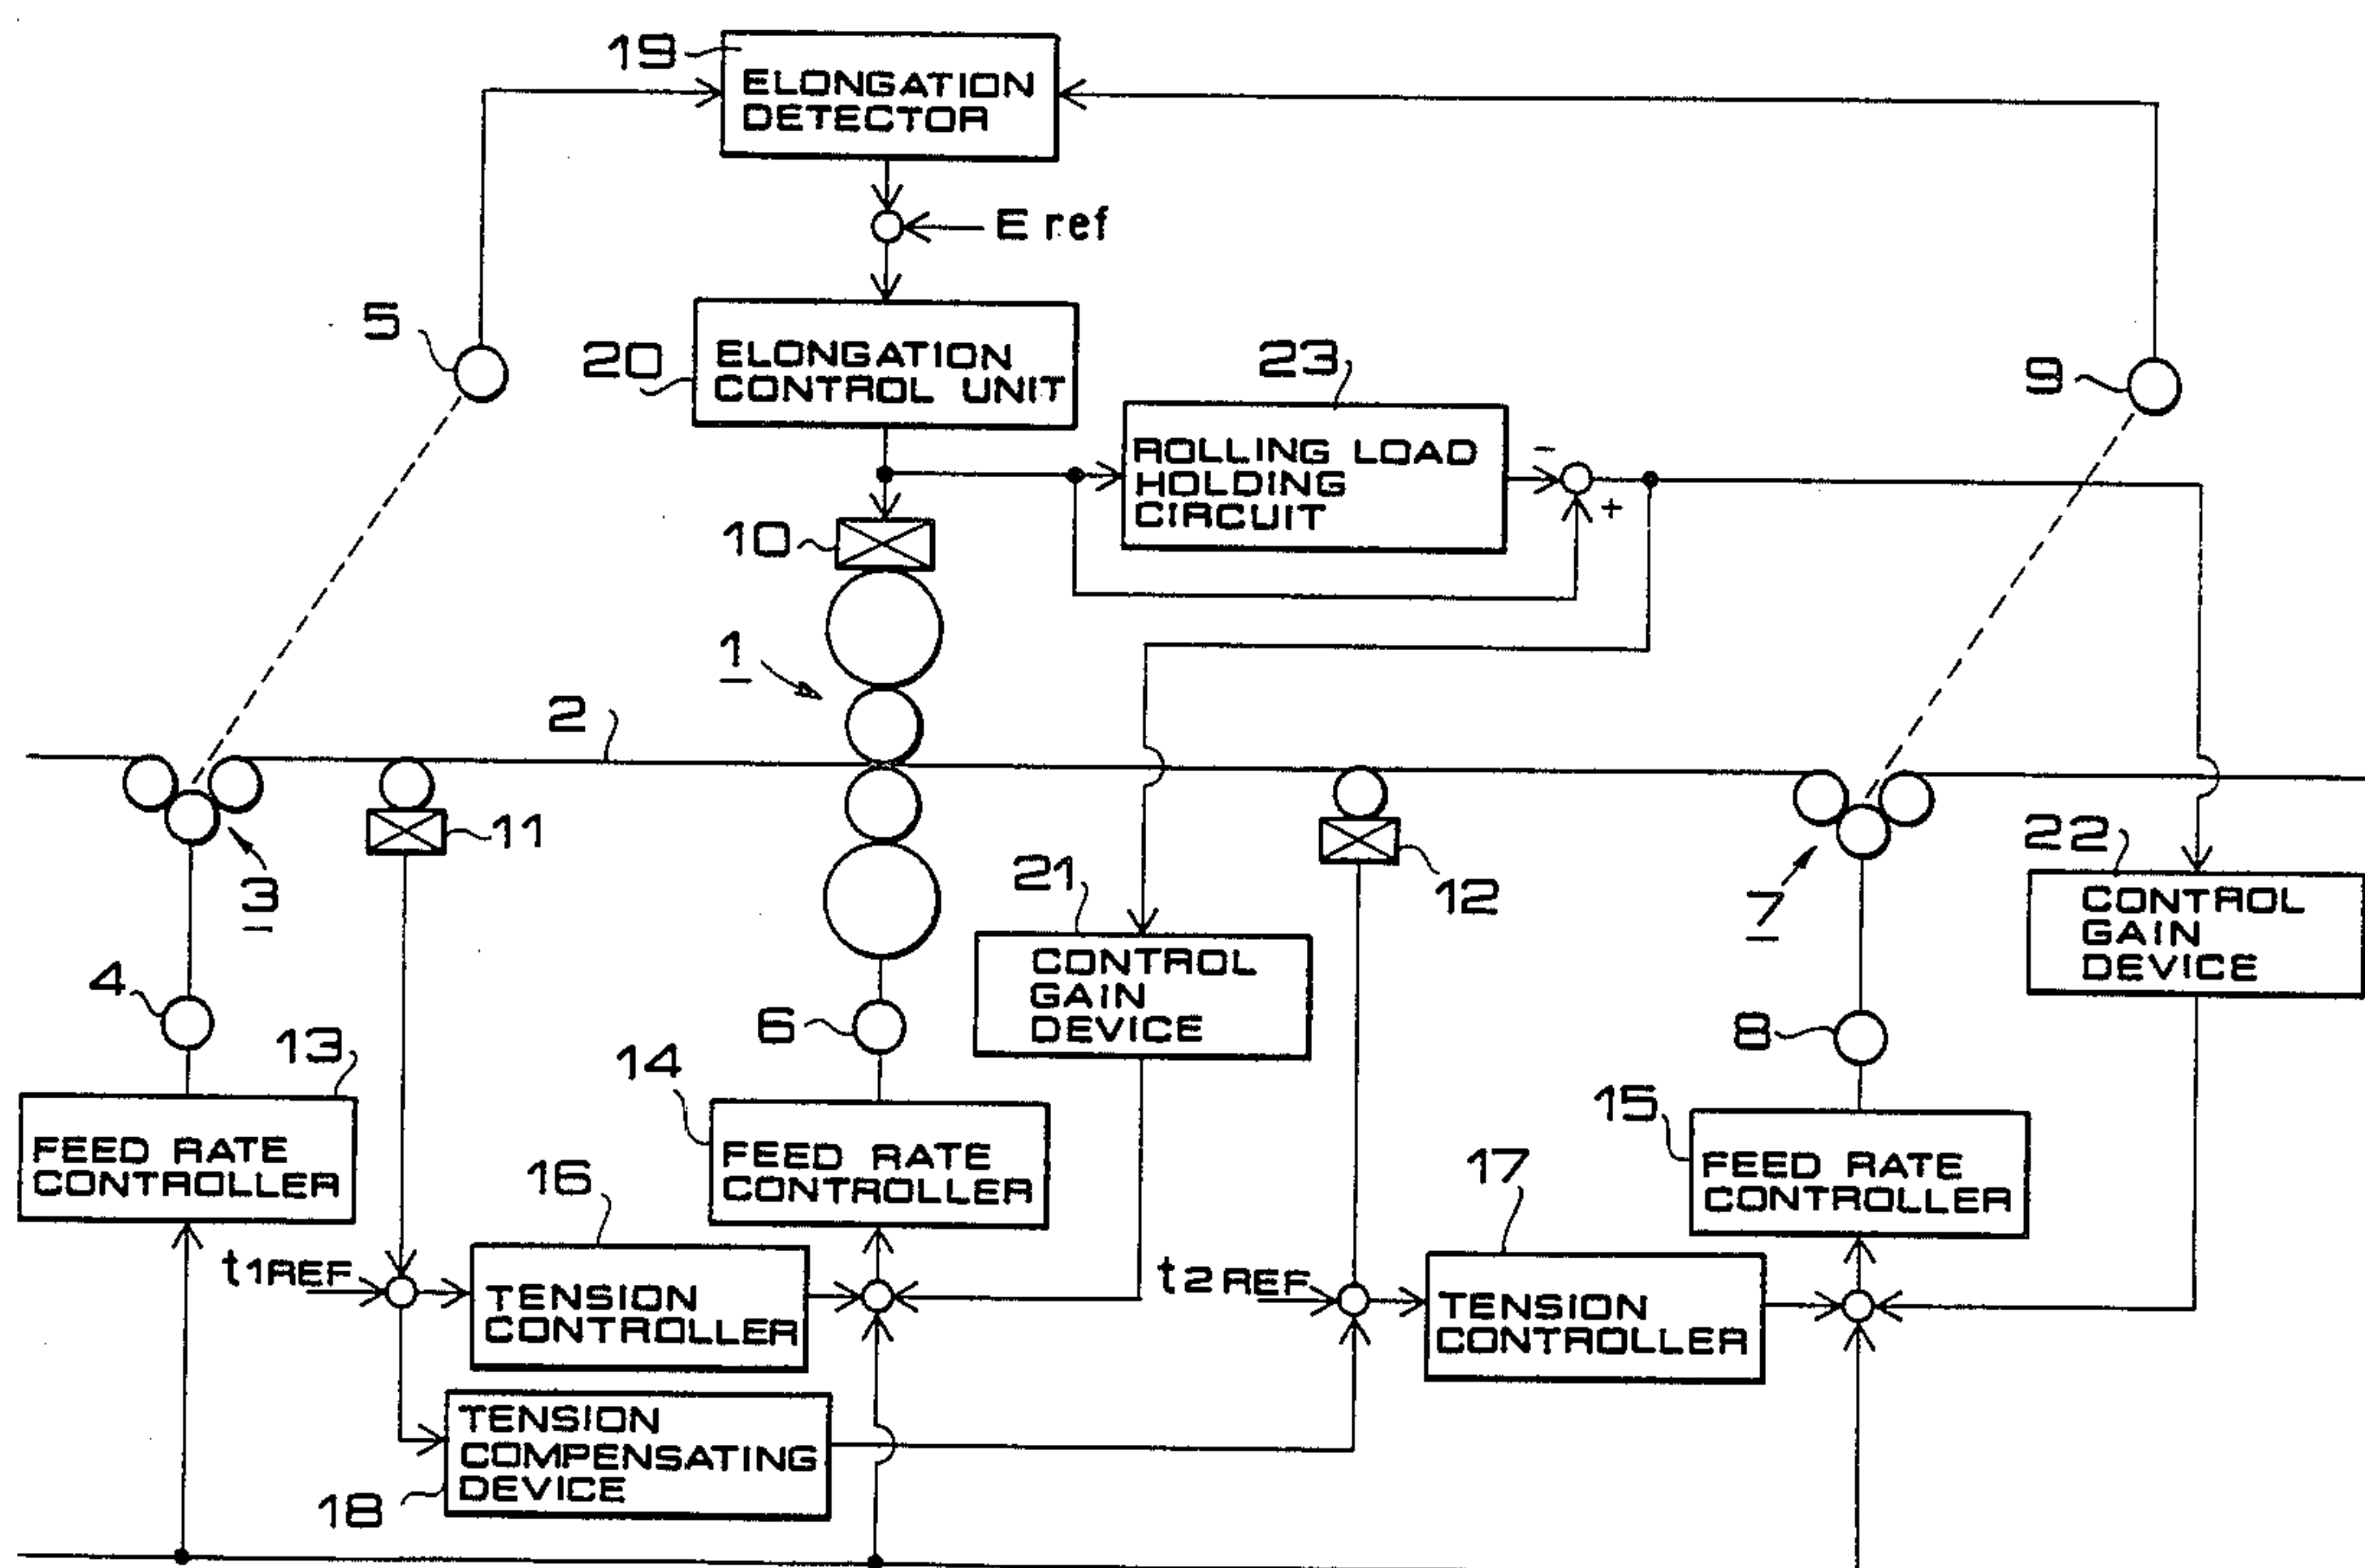 19
ELONGATION
DETECTOR
E ref
5
20
ELONGATION
CONTROL UNIT
23
ROLLING LOAD
HOLDING
CIRCUIT
-
+
9
10
1
2
3
11
12
7
21
CONTROL
GAIN
DEVICE
22
CONTROL
GAIN
DEVICE
4
6
8
13
FEED RATE
CONTROLLER
14
FEED RATE
CONTROLLER
15
FEED RATE
CONTROLLER
t1REF
16
TENSION
CONTROLLER
t2REF
17
TENSION
CONTROLLER
18
TENSION
COMPENSATING
DEVICE